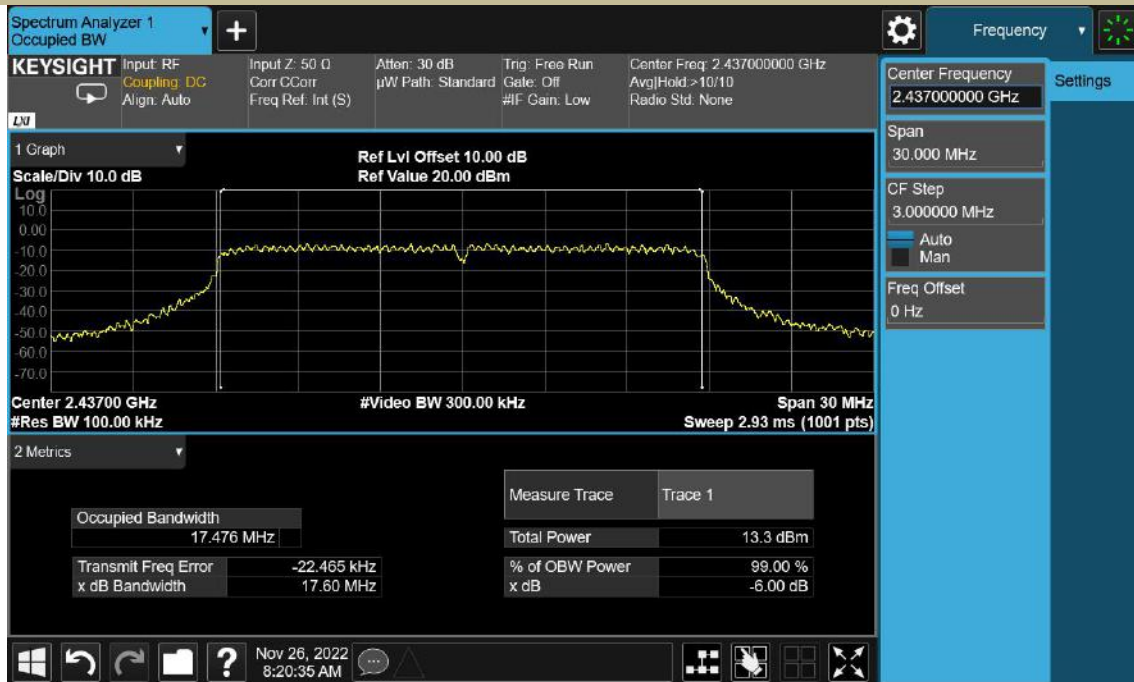 Spectrum Analyzer 1
Occupied BW
Frequency
KEYSIGHT
Input: RF
Coupling: DC
Align: Auto
Input Z: 50 Ω
Corr CCorr
Freq Ref: Int (S)
Atten: 30 dB
µW Path: Standard
Trig: Free Run
Gate: Off
#IF Gain: Low
Center Freq: 2.437000000 GHz
Avg|Hold:>10/10
Radio Std: None
LXI
Center Frequency
2.437000000 GHz
Settings
Span
30.000 MHz
CF Step
3.000000 MHz
Auto
Man
Freq Offset
0 Hz
1 Graph
Scale/Div 10.0 dB
Ref Lvl Offset 10.00 dB
Ref Value 20.00 dBm
Log
10.0
0.00
-10.0
-20.0
-30.0
-40.0
-50.0
-60.0
-70.0
Center 2.43700 GHz
#Video BW 300.00 kHz
Span 30 MHz
#Res BW 100.00 kHz
Sweep 2.93 ms (1001 pts)
2 Metrics
Occupied Bandwidth
17.476 MHz
Transmit Freq Error -22.465 kHz
x dB Bandwidth 17.60 MHz
Measure Trace Trace 1
Total Power 13.3 dBm
% of OBW Power 99.00 %
x dB -6.00 dB
?
Nov 26, 2022
8:20:35 AM